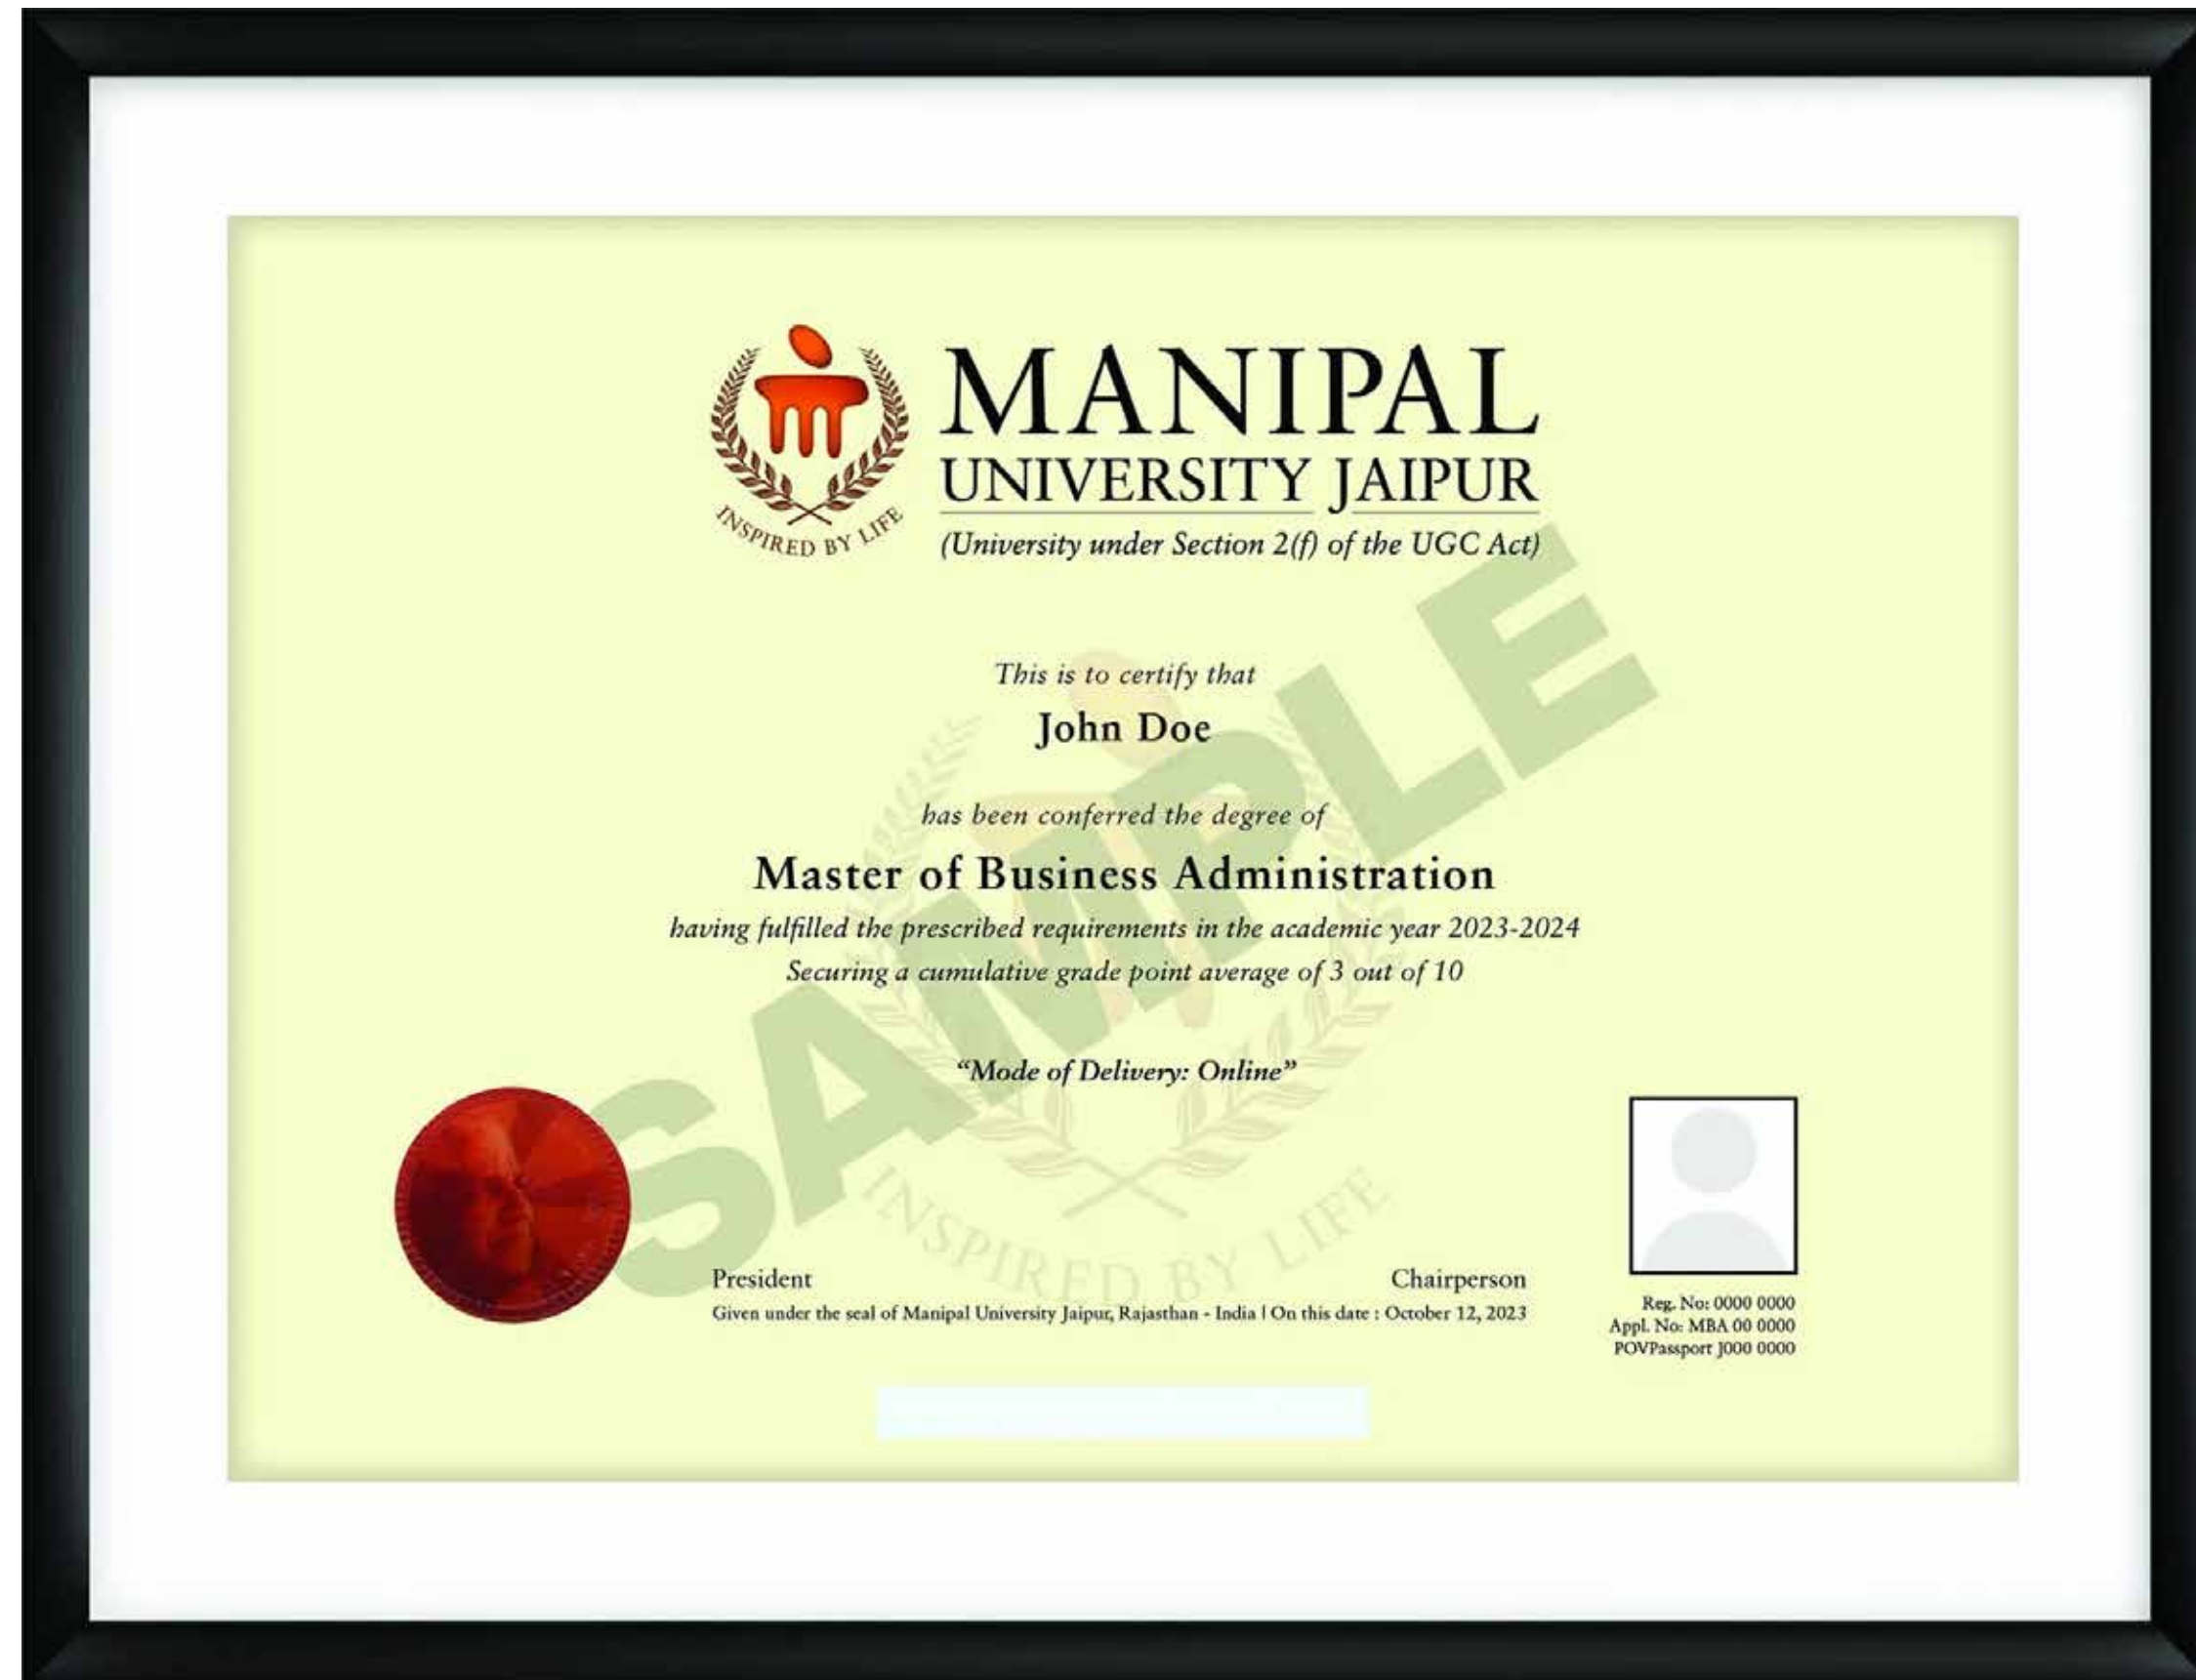 MANIPAL
UNIVERSITY JAIPUR
(University under Section 2(f) of the UGC Act)
INSPIRED BY LIFE
This is to certify that
John Doe
has been conferred the degree of
Master of Business Administration
having fulfilled the prescribed requirements in the academic year 2023-2024
Securing a cumulative grade point average of 3 out of 10
"Mode of Delivery: Online"
SAMPLE
INSPIRED BY LIFE
President
Chairperson
Given under the seal of Manipal University Jaipur, Rajasthan - India | On this date : October 12, 2023
Reg. No: 0000 0000
Appl. No: MBA 00 0000
POVPassport J000 0000